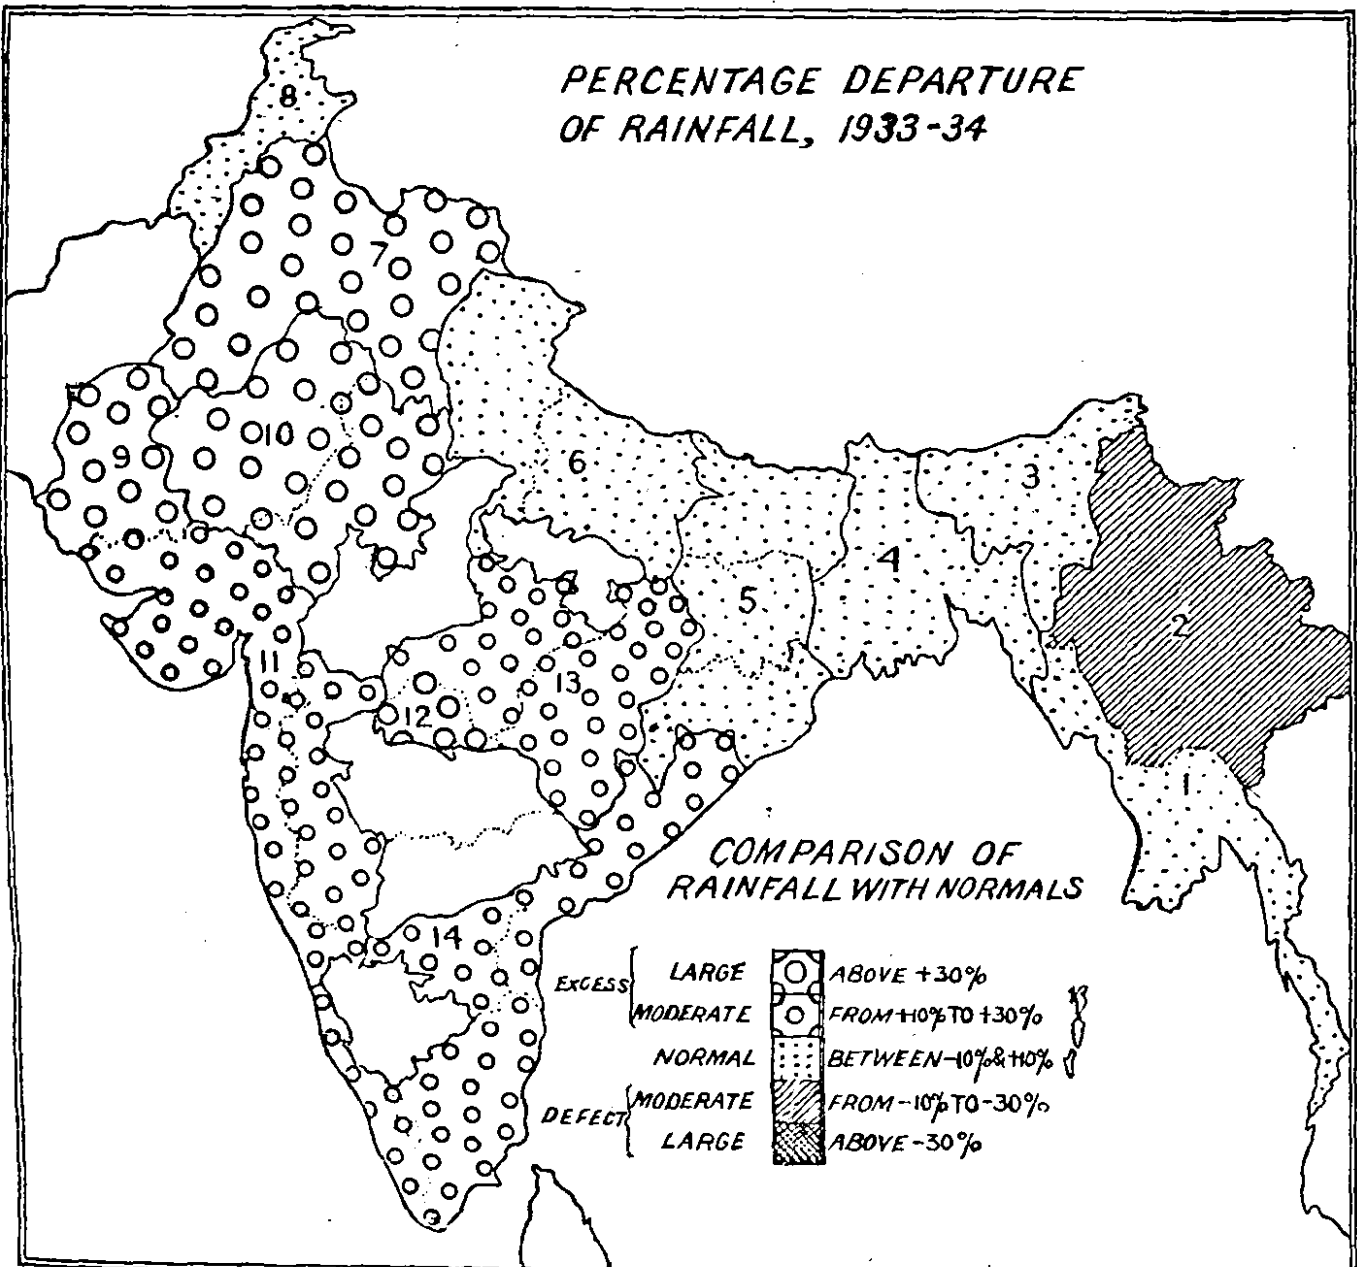 PERCENTAGE DEPARTURE
OF RAINFALL, 1933-34
8
7
10
9
6
3
4
5
2
11
13
12
1
14
COMPARISON OF
RAINFALL WITH NORMALS
EXCESS
LARGE ABOVE +30%
MODERATE FROM +10% TO +30%
NORMAL BETWEEN -10% & +10%
DEFECT
MODERATE FROM -10% TO -30%
LARGE ABOVE -30%